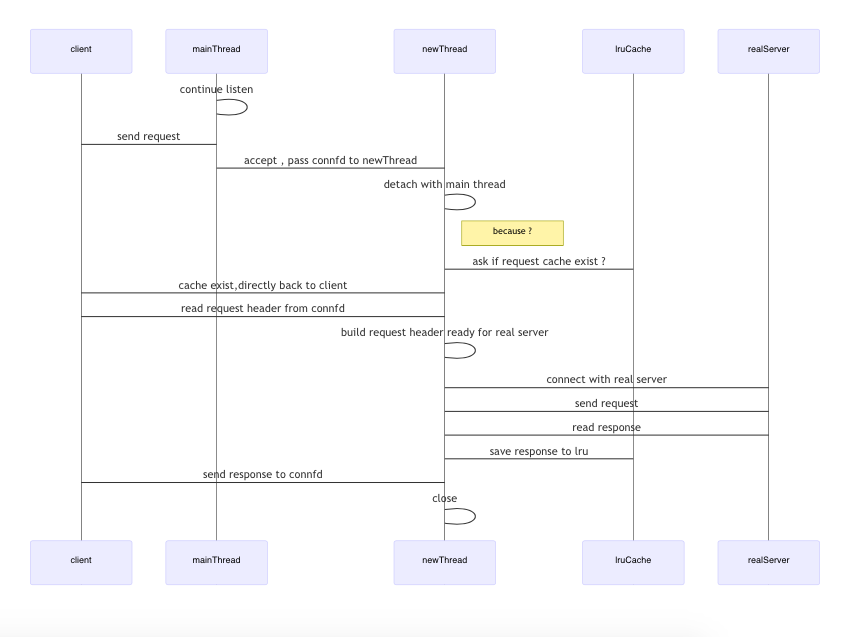 client
mainThread
newThread
lruCache
realServer
continue listen
send request
accept , pass connfd to newThread
detach with main thread
because ?
ask if request cache exist ?
cache exist,directly back to client
read request header from connfd
build request header ready for real server
connect with real server
send request
read response
save response to lru
send response to connfd
close
client
mainThread
newThread
lruCache
realServer